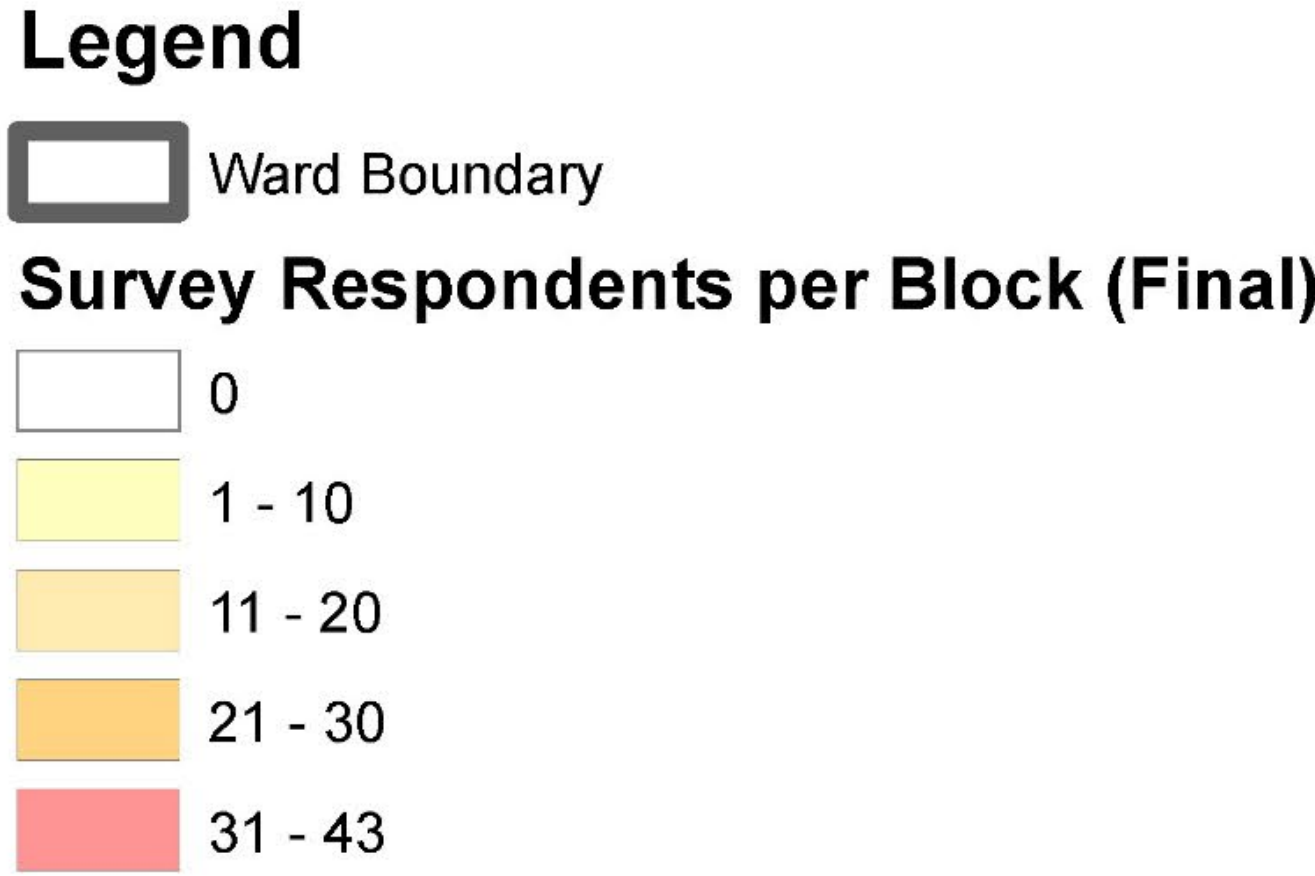 Legend
Ward Boundary
Survey Respondents per Block (Final)
0
1 - 10
11 - 20
21 - 30
31 - 43